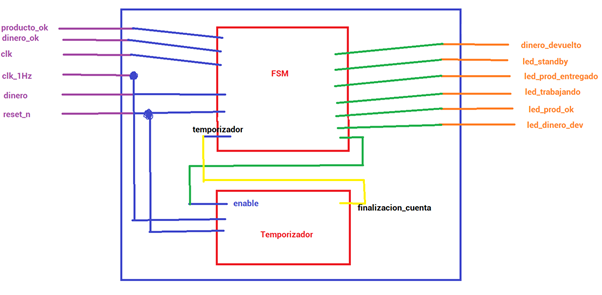 producto_ok
dinero_ok
clk
clk_1Hz
dinero
reset_n
FSM
temporizador
dinero_devuelto
led_standby
led_prod_entregado
led_trabajando
led_prod_ok
led_dinero_dev
enable
finalizacion_cuenta
Temporizador